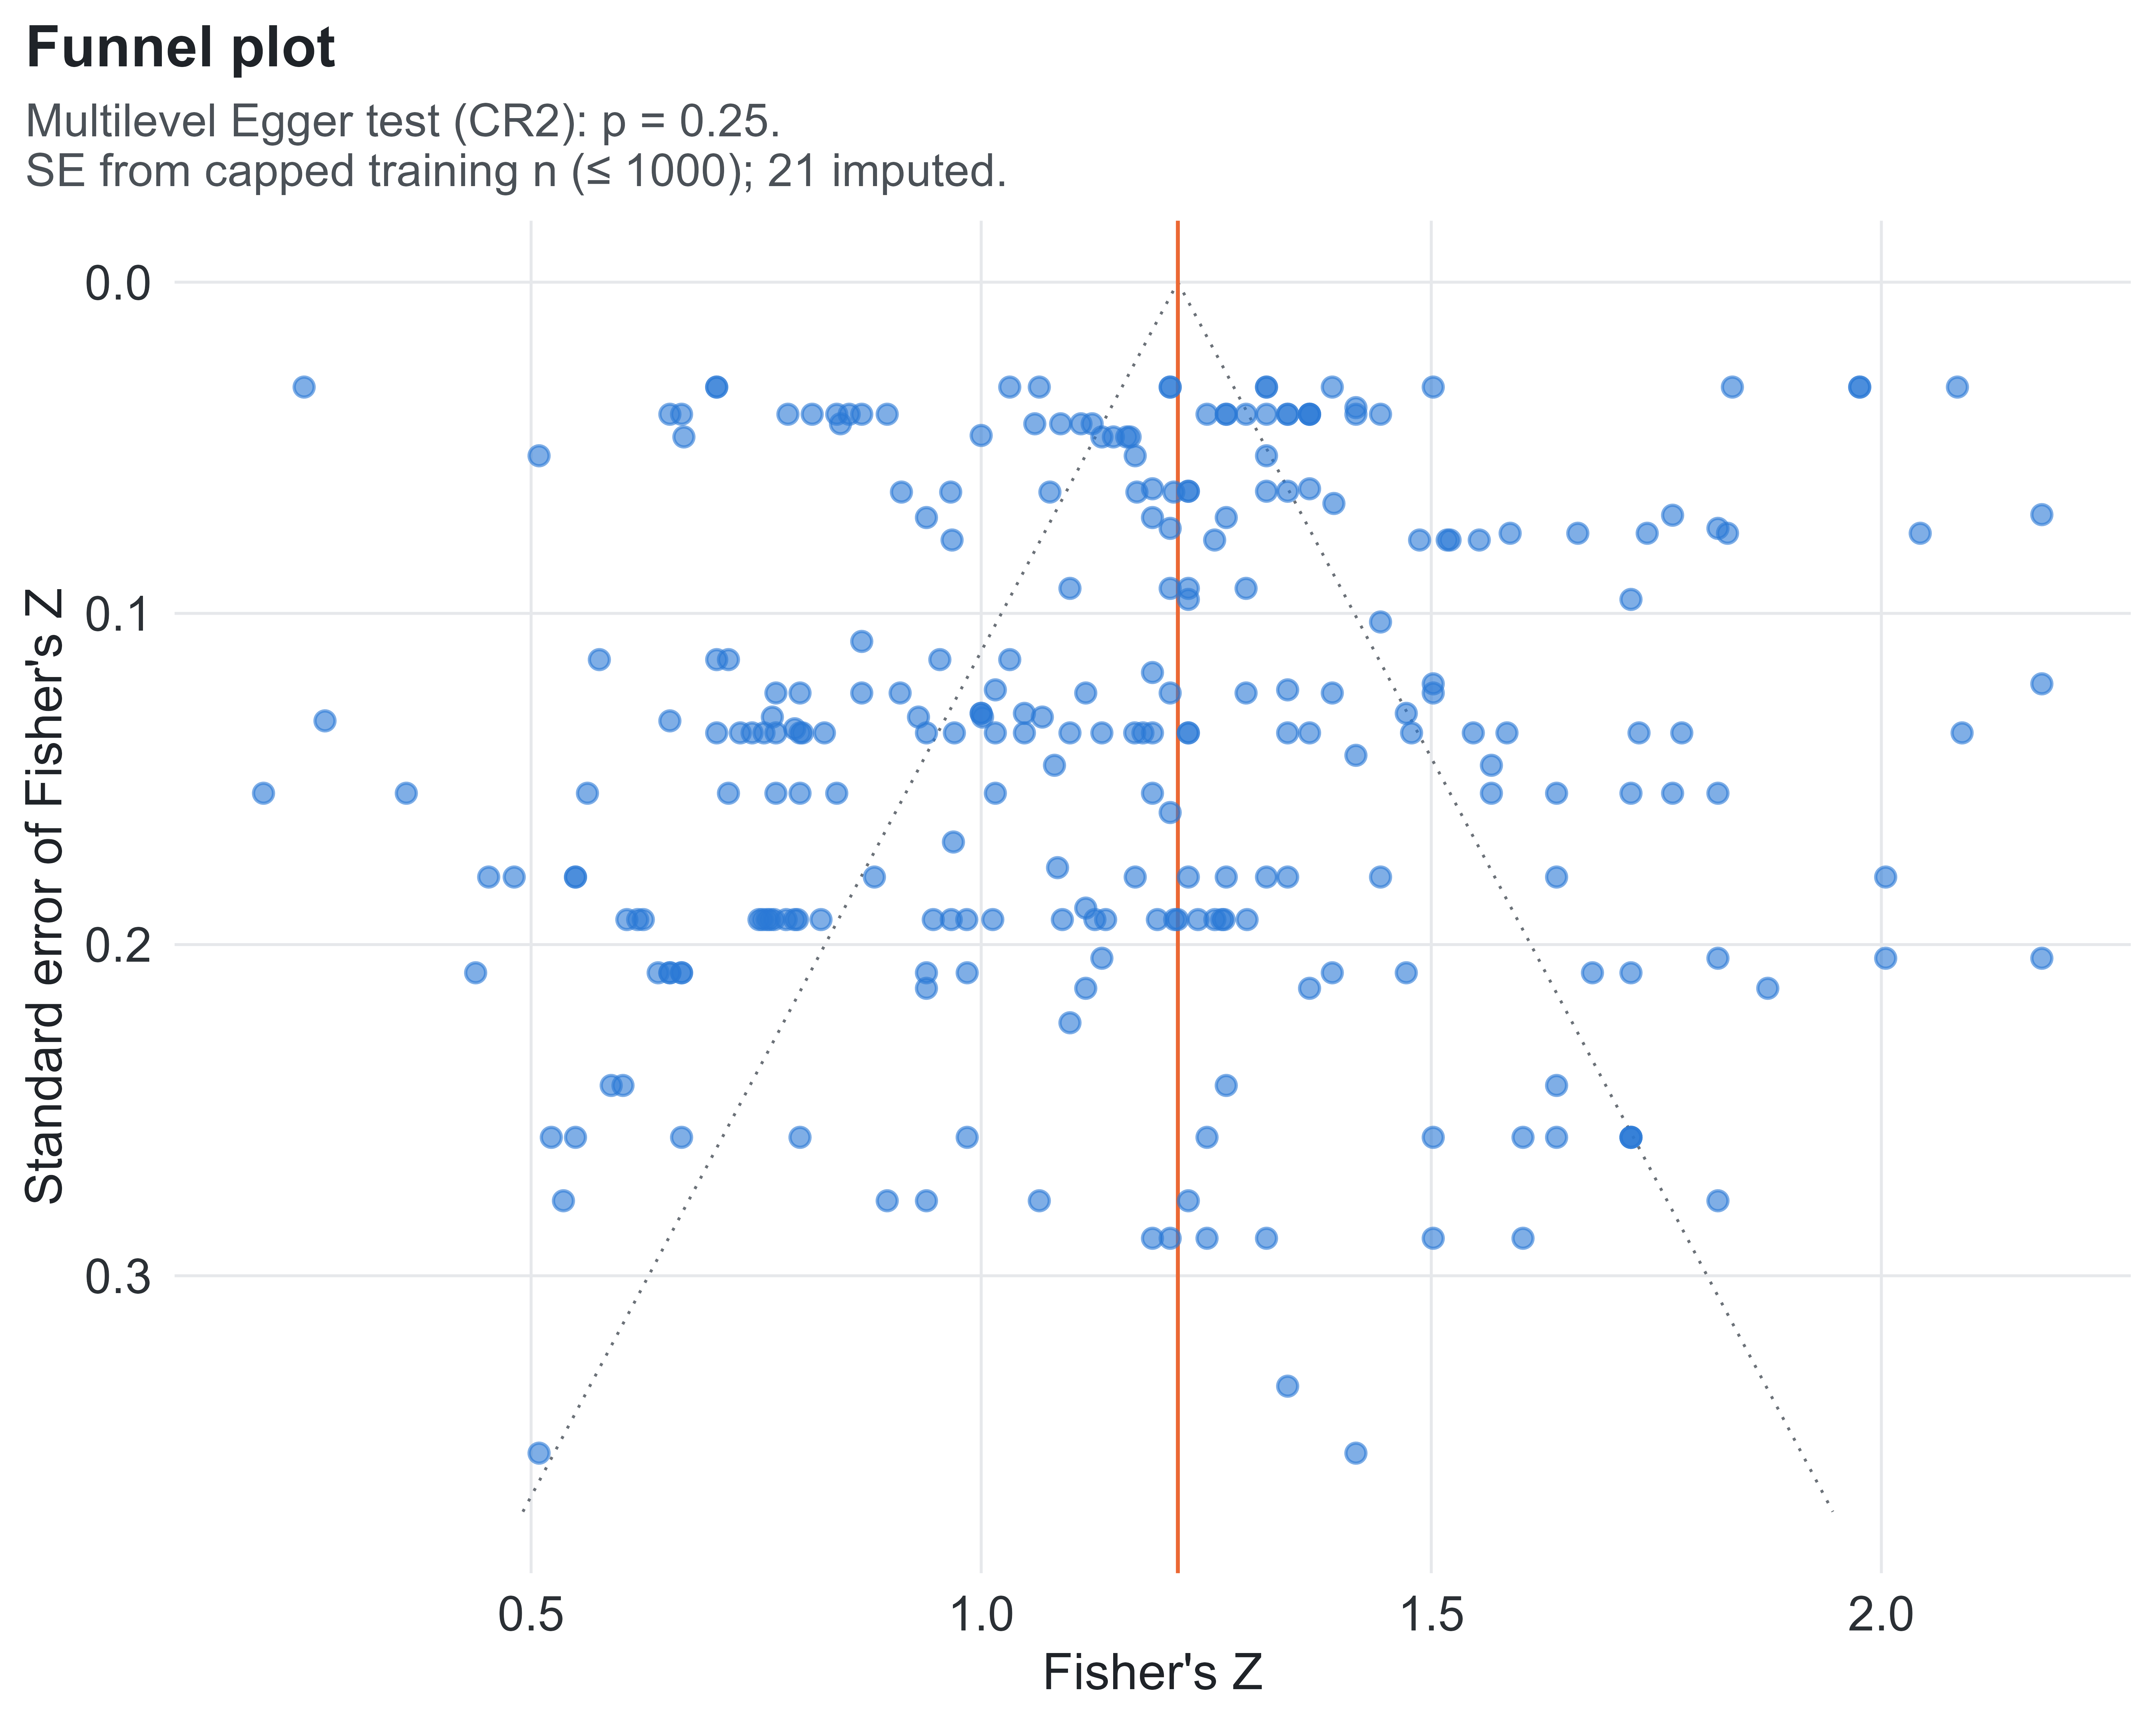 Funnel plot
Multilevel Egger test (CR2): p = 0.25.
SE from capped training n (≤ 1000); 21 imputed.
Standard error of Fisher's Z
0.0
0.1
0.2
0.3
0.5
1.0
1.5
2.0
Fisher's Z